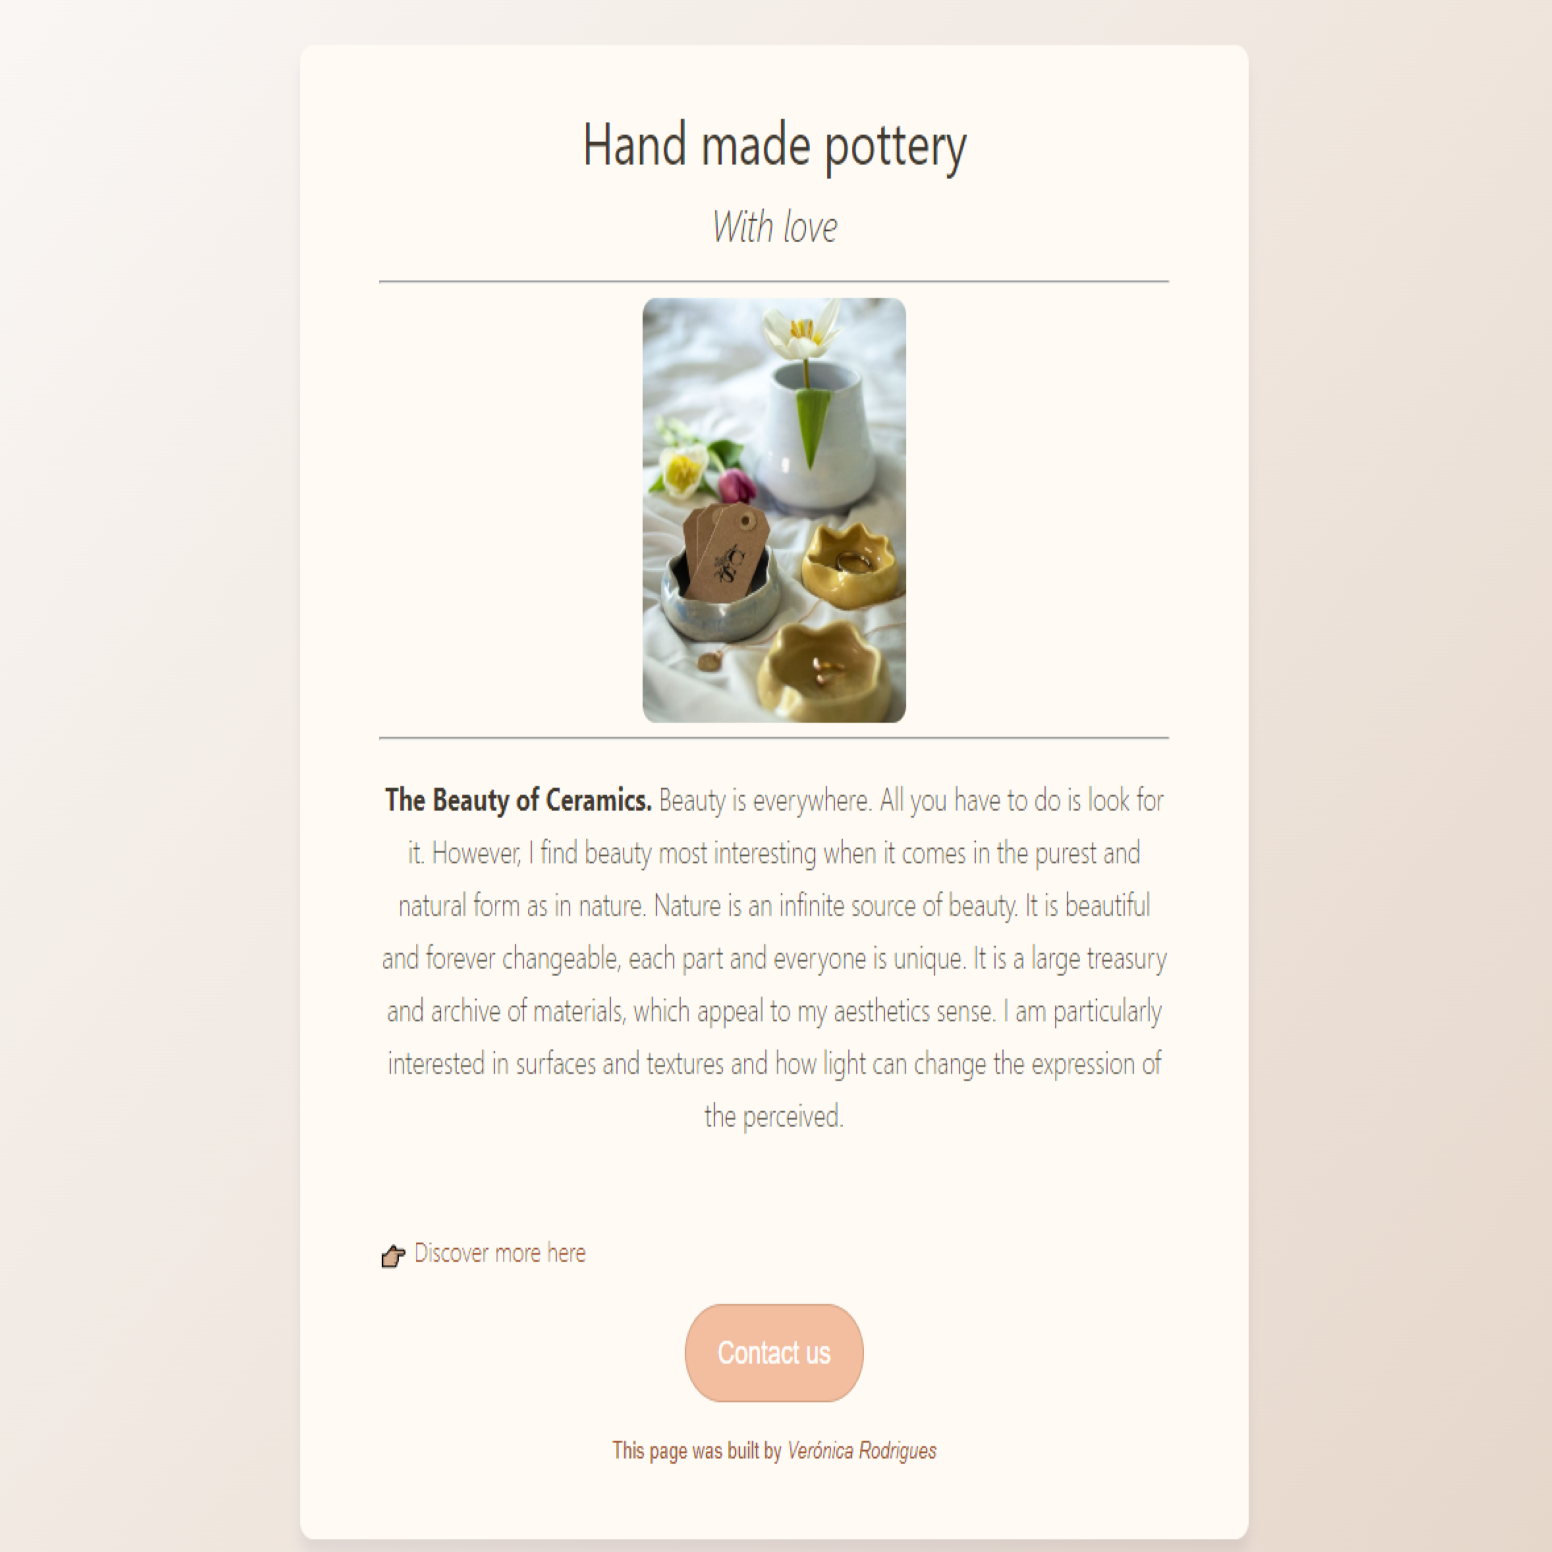 Hand made pottery
With love
The Beauty of Ceramics. Beauty is everywhere. All you have to do is look for
it. However, I find beauty most interesting when it comes in the purest and
natural form as in nature. Nature is an infinite source of beauty. It is beautiful
and forever changeable, each part and everyone is unique. It is a large treasury
and archive of materials, which appeal to my aesthetics sense. I am particularly
interested in surfaces and textures and how light can change the expression of
the perceived.
Discover more here
Contact us
This page was built by Verónica Rodrigues